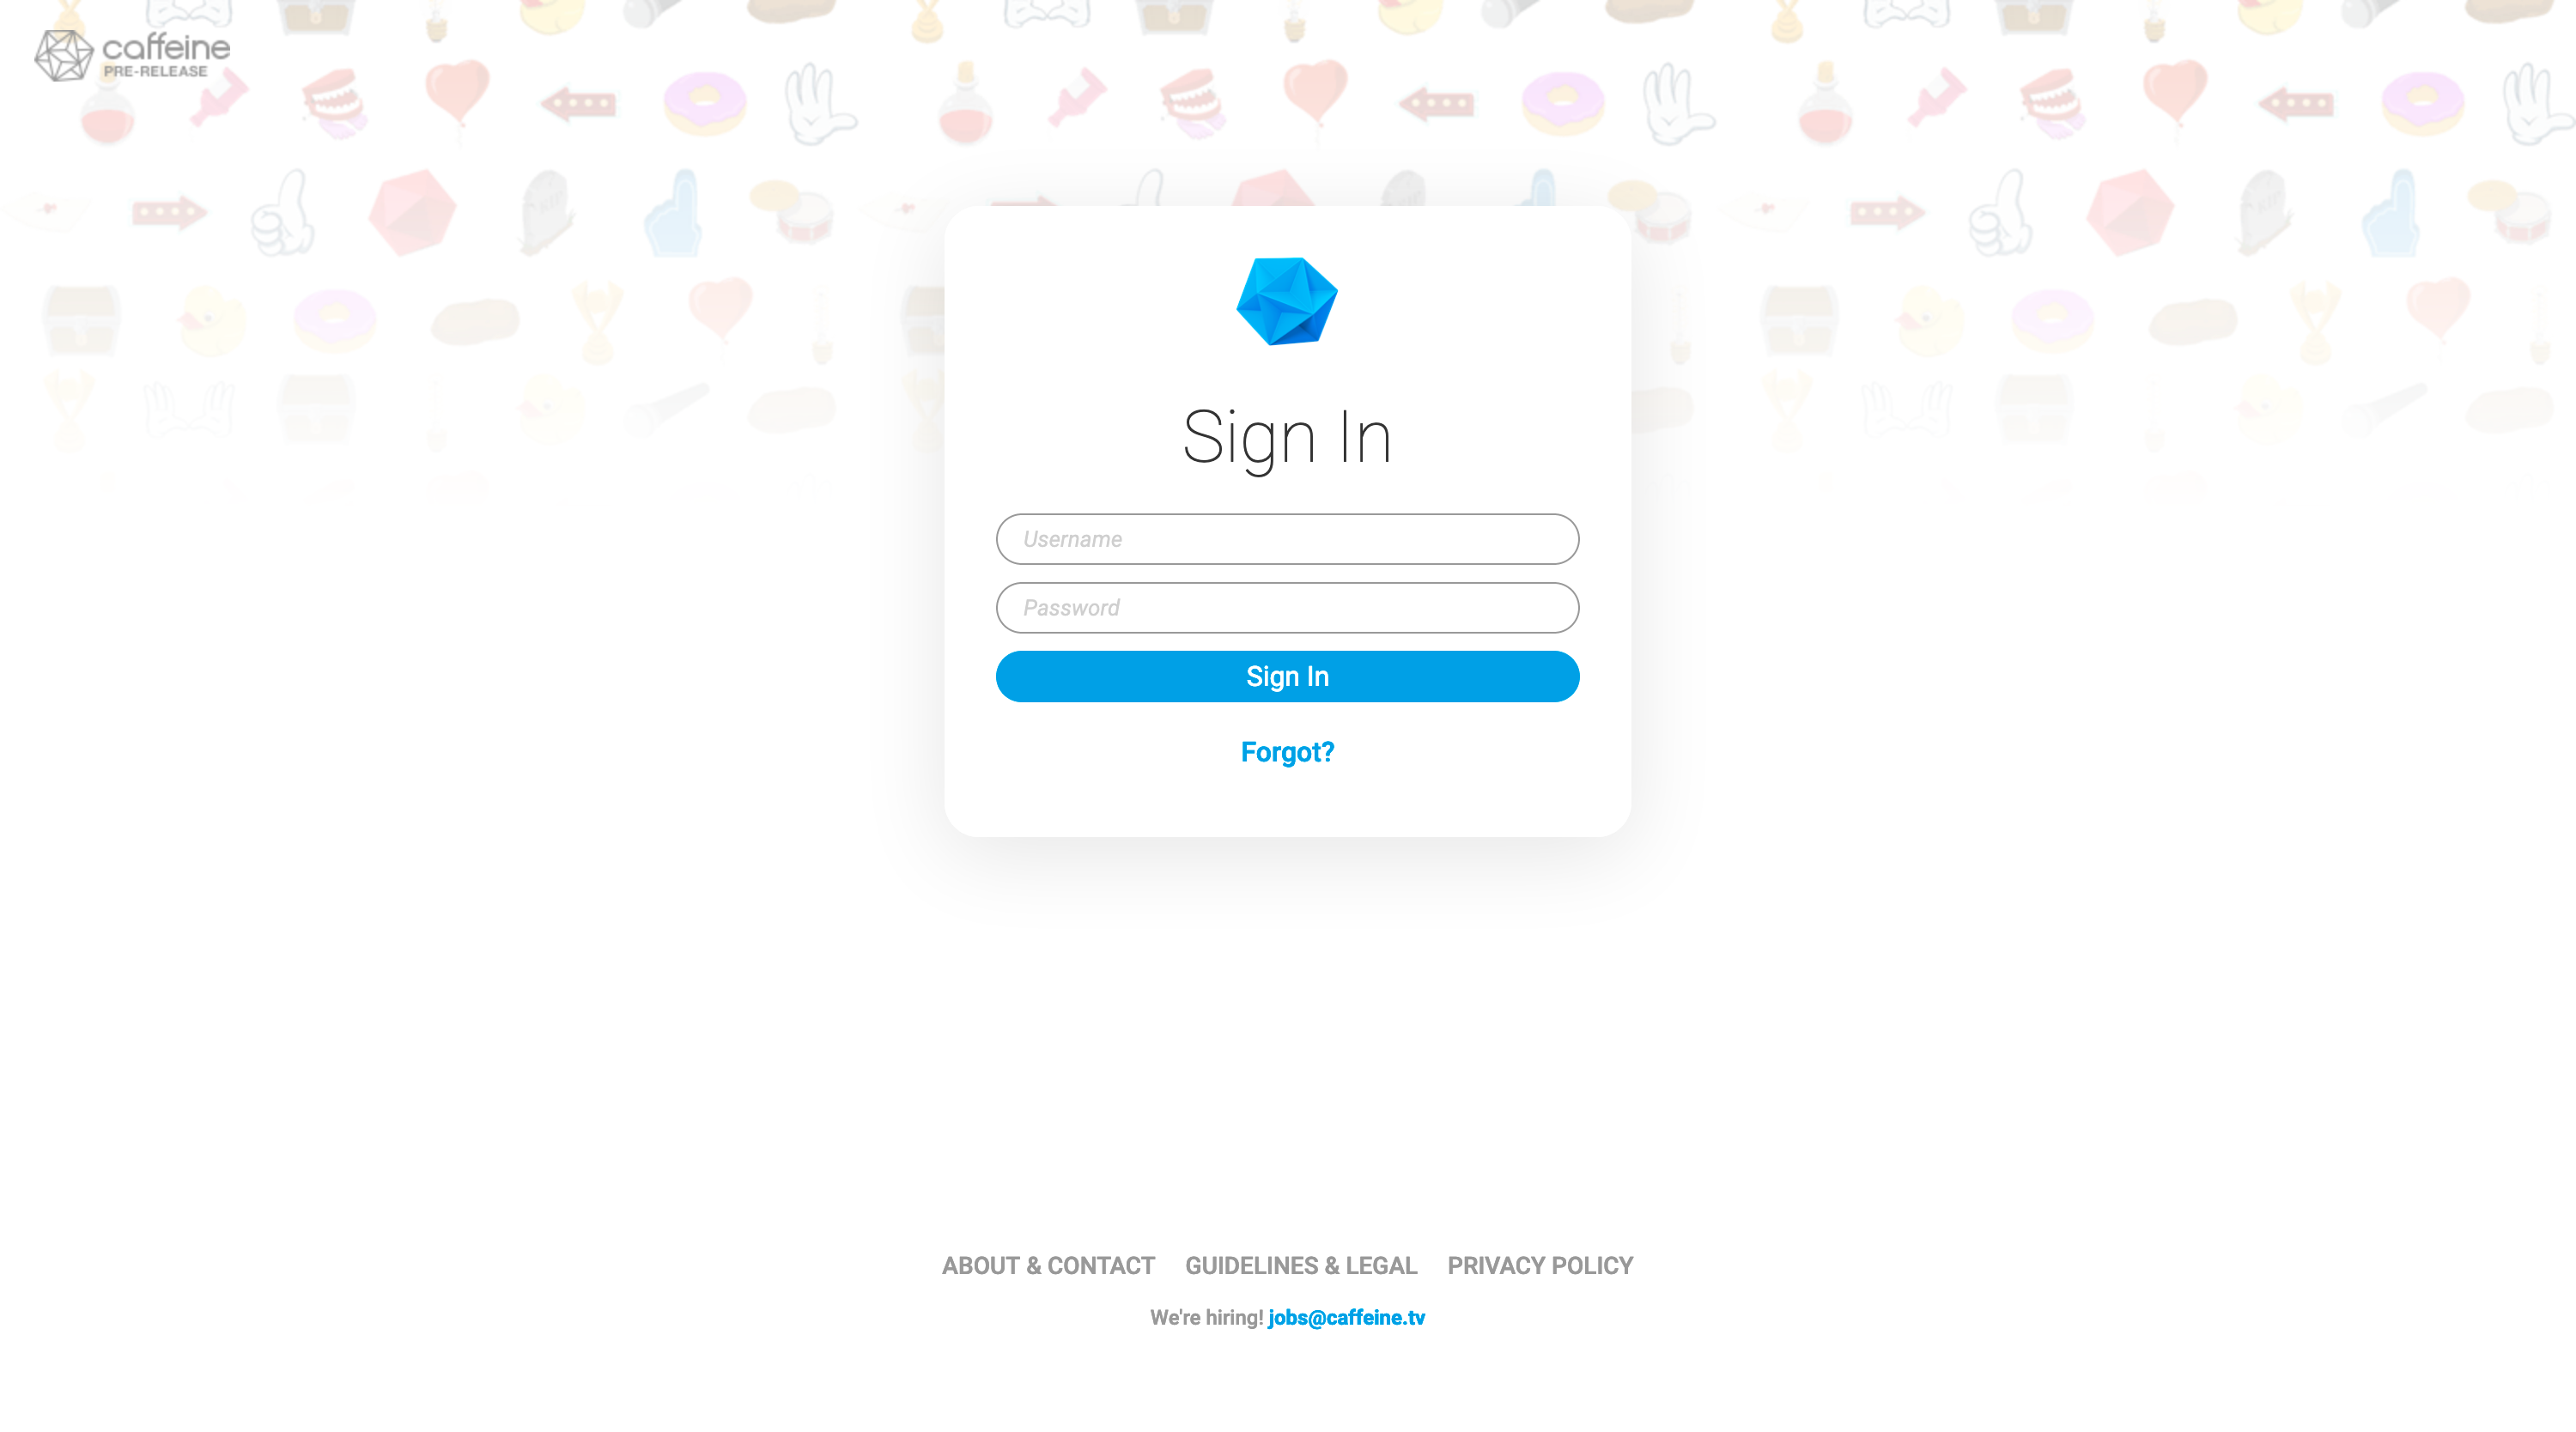 caffeine
PRE-RELEASE
Sign In
Username
Password
Sign In
Forgot?
ABOUT & CONTACT GUIDELINES & LEGAL PRIVACY POLICY
We're hiring! jobs@caffeine.tv